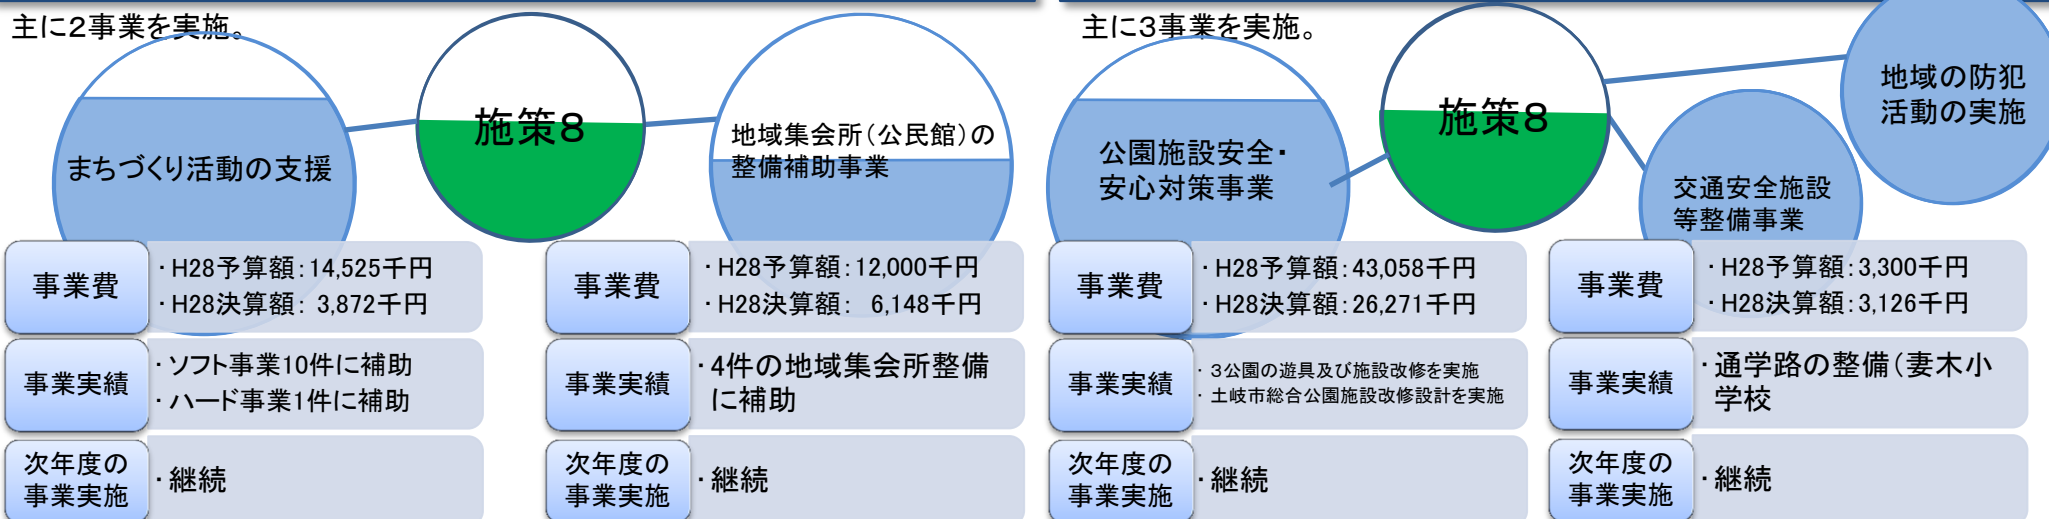 主に2事業を実施。
施策8
まちづくり活動の支援
地域集会所(公民館)の
整備補助事業
事業費
・H28予算額:14,525千円
・H28決算額: 3,872千円
事業実績
・ソフト事業10件に補助
・ハード事業1件に補助
次年度の
事業実施
・継続
事業費
・H28予算額:12,000千円
・H28決算額: 6,148千円
事業実績
・4件の地域集会所整備
に補助
次年度の
事業実施
・継続
主に3事業を実施。
施策8
公園施設安全・
安心対策事業
地域の防犯
活動の実施
交通安全施設
等整備事業
事業費
・H28予算額:43,058千円
・H28決算額:26,271千円
事業実績
・3公園の遊具及び施設改修を実施
・土岐市総合公園施設改修設計を実施
次年度の
事業実施
・継続
事業費
・H28予算額:3,300千円
・H28決算額:3,126千円
事業実績
・通学路の整備(妻木小
学校
次年度の
事業実施
・継続